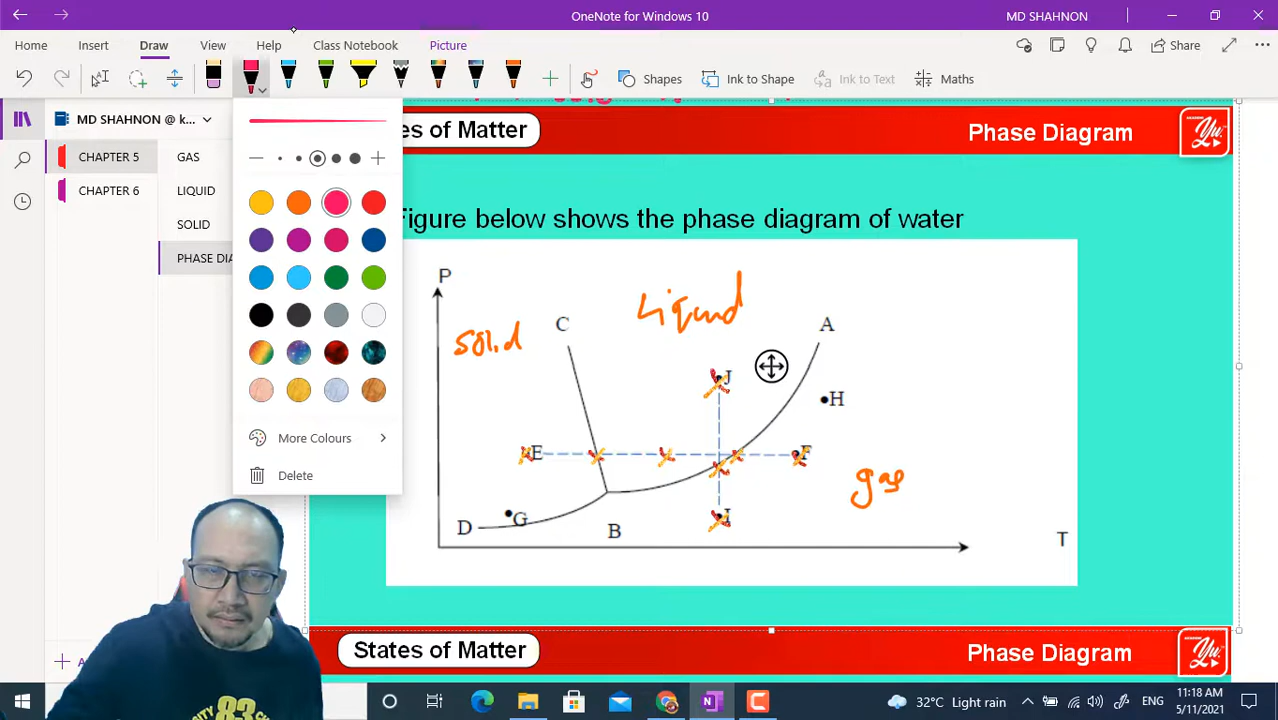 OneNote for Windows 10
MD SHAHNON
Home Insert Draw View Help Class Notebook Picture Share
Shapes Ink to Shape Ink to Text Maths
MD SHAHNON @ k...
CHAPTER 5
CHAPTER 6
GAS
LIQUID
SOLID
PHASE DIA
More Colours
Delete
es of Matter
Phase Diagram
Figure below shows the phase diagram of water
P
Liquid
C
A
solid
J
H
E
F
gas
G
I
D
B
T
States of Matter
Phase Diagram
83
32°C Light rain
ENG
11:18 AM
5/11/2021